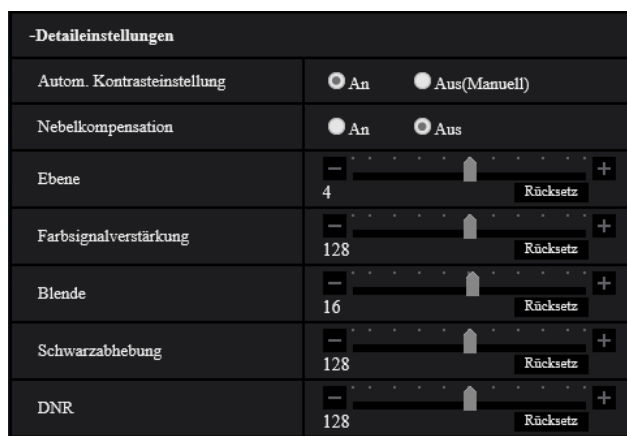 -Detaileinstellungen
Autom. Kontrasteinstellung An Aus(Manuell)
Nebelkompensation An Aus
Ebene - +
4 Rücksetz
Farbsignalverstärkung - +
128 Rücksetz
Blende - +
16 Rücksetz
Schwarzabhebung - +
128 Rücksetz
DNR - +
128 Rücksetz